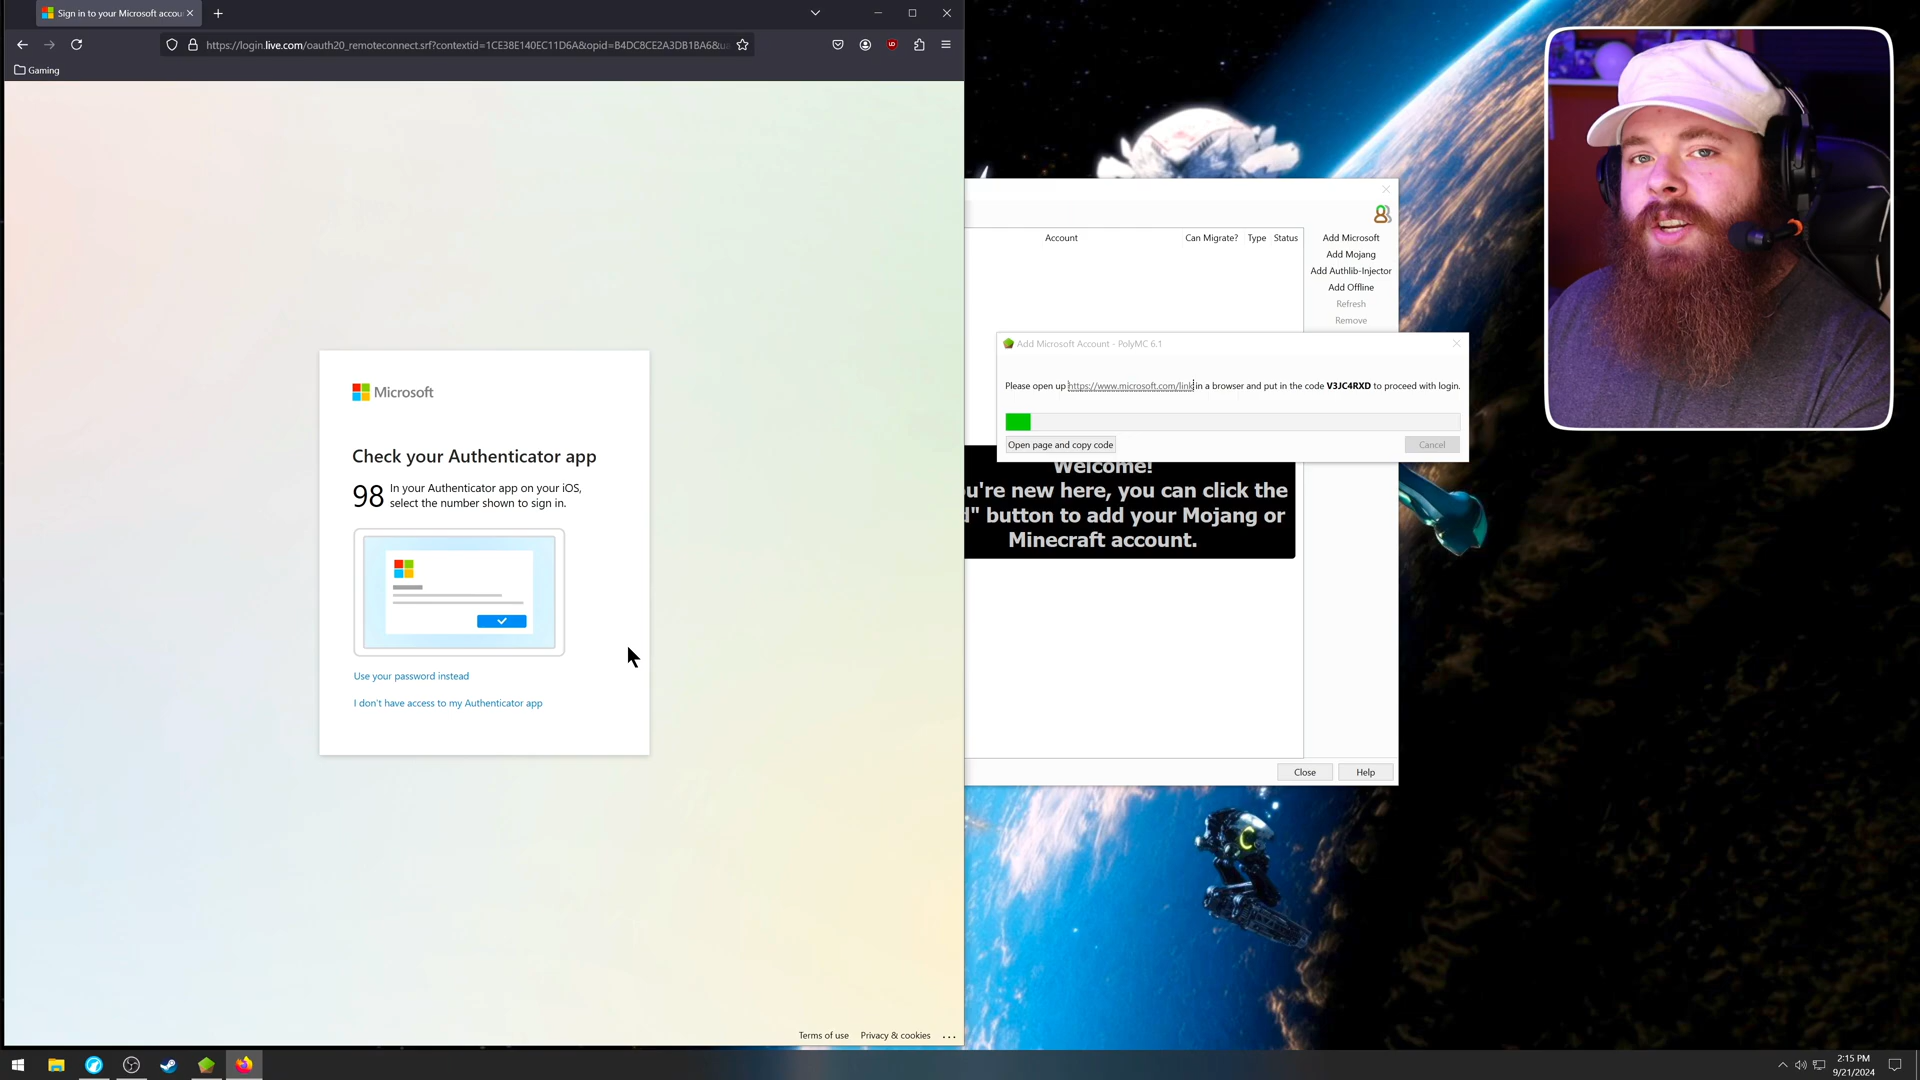 Sign in to your Microsoft accou
https://login.live.com/oauth20_remoteconnect.srf?contextid=1CE38E140EC11D6A&opid=B4DC8CE2A3DB1BA6&u
Gaming
Microsoft
Check your Authenticator app
98
In your Authenticator app on your iOS,
select the number shown to sign in.
Use your password instead
I don't have access to my Authenticator app
Terms of use
Privacy & cookies
...
Account
Can Migrate?
Type
Status
Add Microsoft
Add Mojang
Add Authlib-Injector
Add Offline
Refresh
Remove
Add Microsoft Account - PolyMC 6.1
Please open up https://www.microsoft.com/link in a browser and put in the code V3JC4RXD to proceed with login.
Open page and copy code
Cancel
Welcome!
u're new here, you can click the
d" button to add your Mojang or
Minecraft account.
Close
Help
2:15 PM
9/21/2024